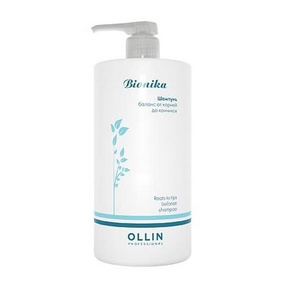 Bionika
Шампунь
баланс от корней
до кончиков
Roots to tips
balance
shampoo
OLLIN
PROFESSIONAL